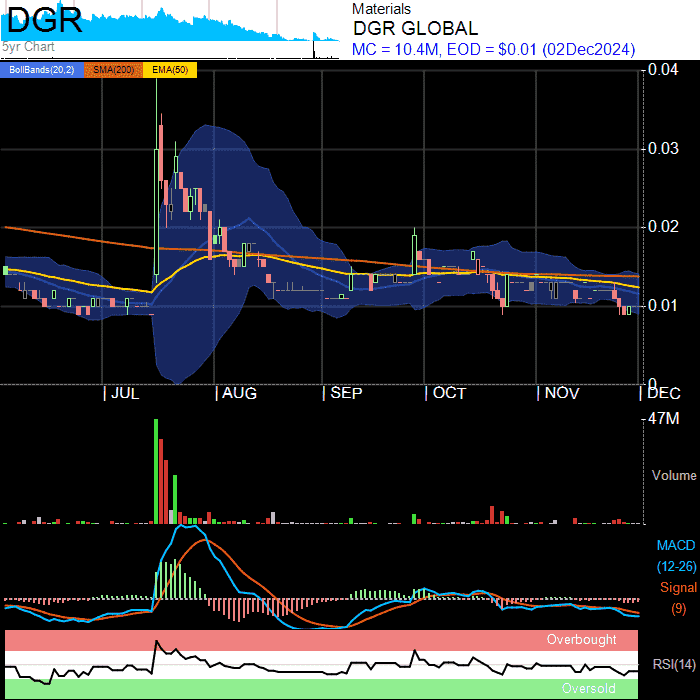 DGR
5yr Chart
Materials
DGR GLOBAL
MC = 10.4M, EOD = $0.01 (02Dec2024)
BollBands(20,2) SMA(200) EMA(50)
0.04
0.03
0.02
0.01
0
JUL AUG SEP OCT NOV DEC
47M
Volume
MACD
(12-26)
Signal
(9)
Overbought
RSI(14)
Oversold